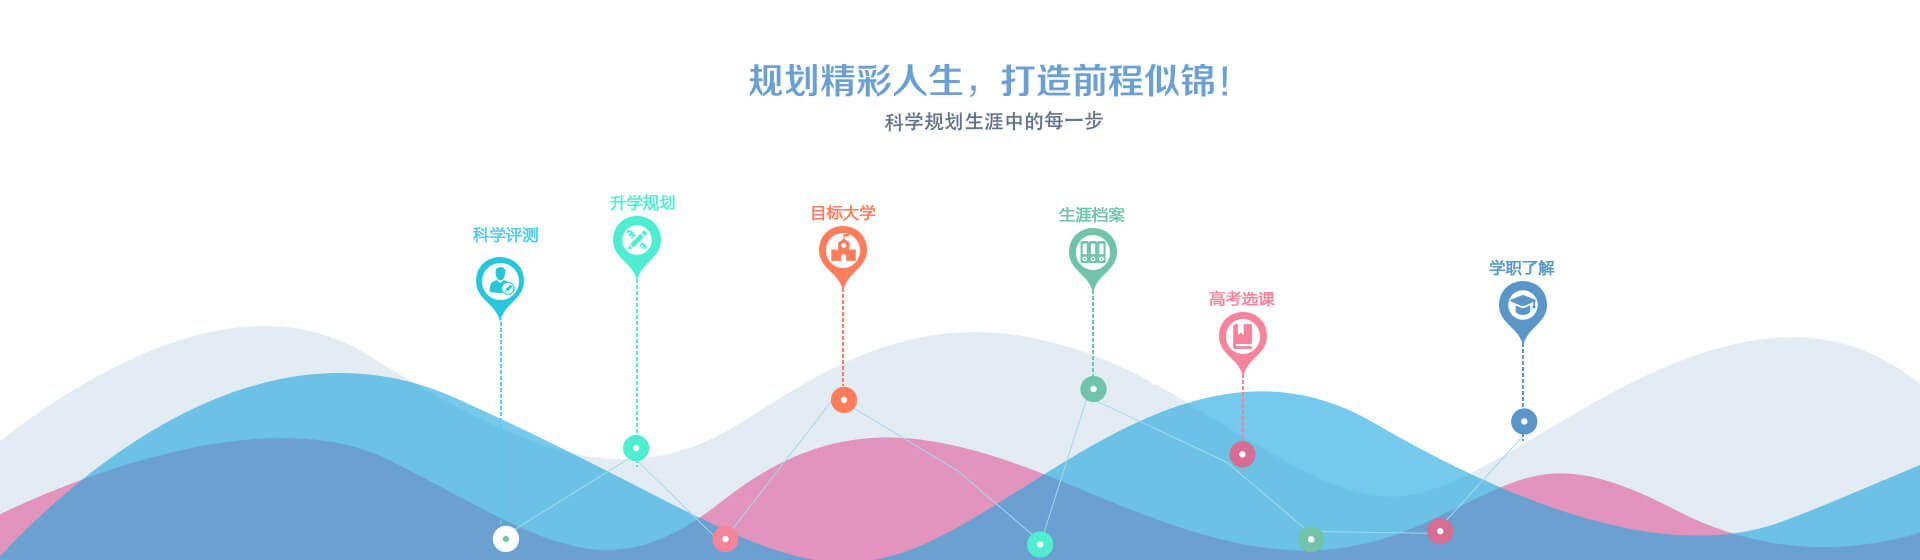 规划精彩人生，打造前程似锦！
科学规划生涯中的每一步
科学评测
升学规划
目标大学
生涯档案
高考选课
学职了解